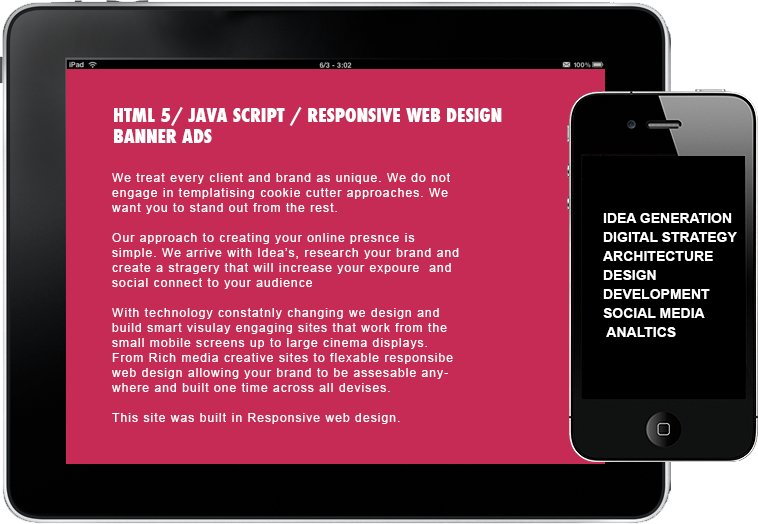 iPad 6/3 - 3:02 100%
HTML 5/ JAVA SCRIPT / RESPONSIVE WEB DESIGN
BANNER ADS
We treat every client and brand as unique. We do not
engage in templatising cookie cutter approaches. We
want you to stand out from the rest.
Our approach to creating your online presnce is
simple. We arrive with Idea's, research your brand and
create a stragery that will increase your expoure  and
social connect to your audience
With technology constatnly changing we design and
build smart visulay engaging sites that work from the
small mobile screens up to large cinema displays.
From Rich media creative sites to flexable responsibe
web design allowing your brand to be assesable any-
where and built one time across all devises.
This site was built in Responsive web design.
IDEA GENERATION
DIGITAL STRATEGY
ARCHITECTURE
DESIGN
DEVELOPMENT
SOCIAL MEDIA
ANALTICS